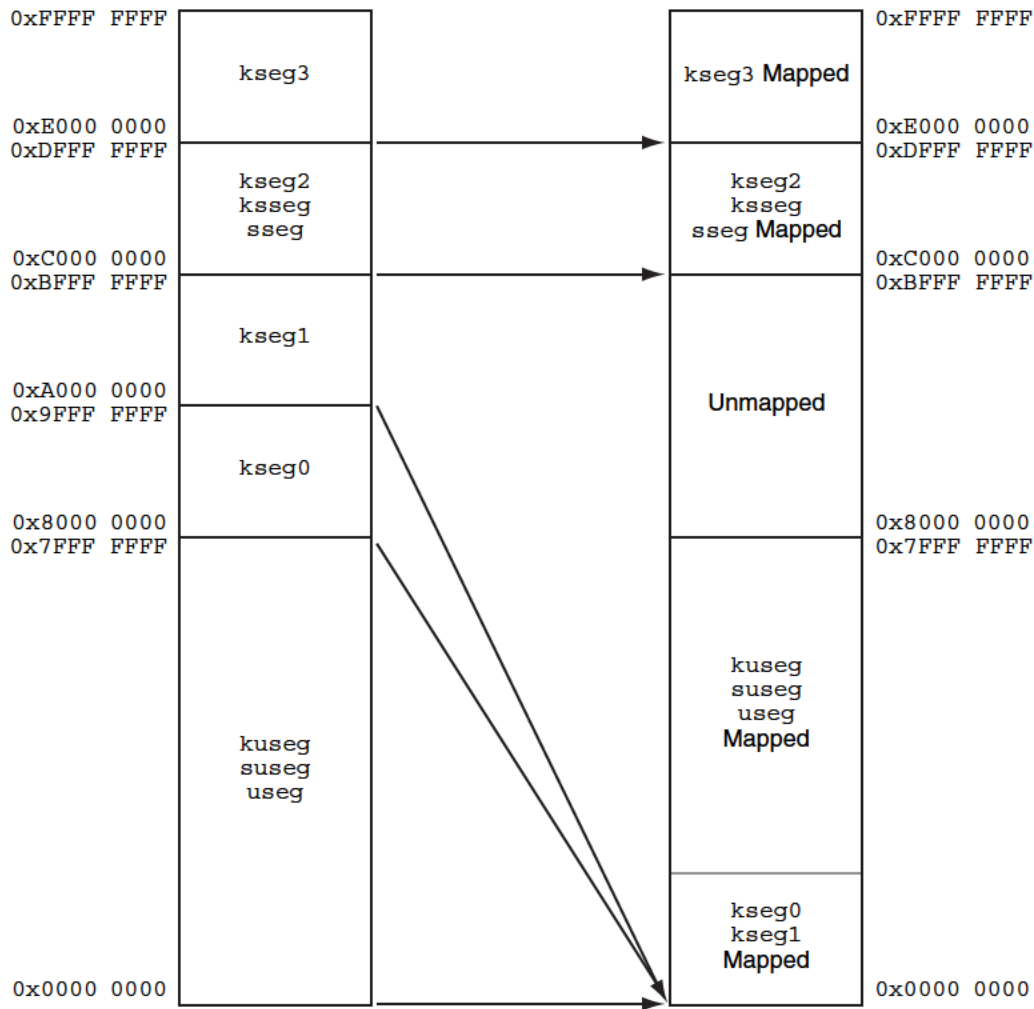 0xFFFF FFFF
kseg3
0xE000 0000
0xDFFF FFFF
kseg2
ksseg
sseg
0xC000 0000
0xBFFF FFFF
kseg1
0xA000 0000
0x9FFF FFFF
kseg0
0x8000 0000
0x7FFF FFFF
kuseg
suseg
useg
0x0000 0000
0xFFFF FFFF
kseg3 Mapped
0xE000 0000
0xDFFF FFFF
kseg2
ksseg
sseg Mapped
0xC000 0000
0xBFFF FFFF
Unmapped
0x8000 0000
0x7FFF FFFF
kuseg
suseg
useg
Mapped
kseg0
kseg1
Mapped
0x0000 0000